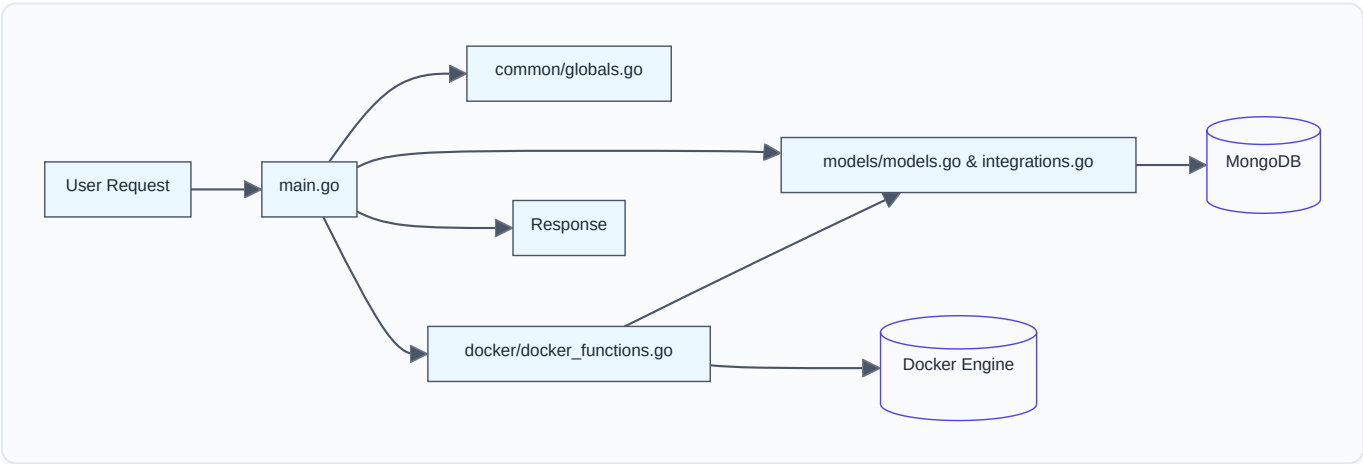 common/globals.go
models/models.go & integrations.go
MongoDB
User Request
main.go
Response
docker/docker_functions.go
Docker Engine